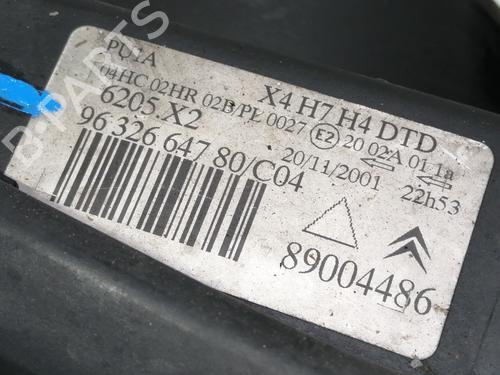 PU1A X4 H7 H4 DTD
04HC 02HR 02B/PL 0027 E2 20 02A 01 1a
6205 X2 20/11/2001 22h53
96 326 647 80/C04
89004486
B-PARTS